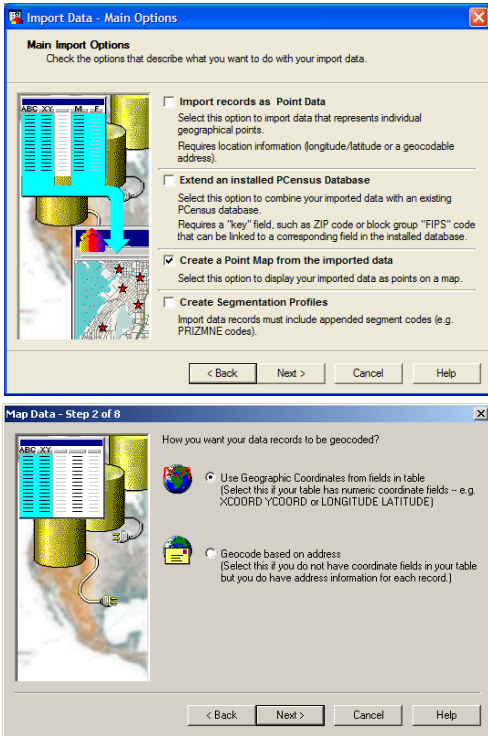 Import Data - Main Options
Main Import Options
Check the options that describe what you want to do with your import data.
ABC XY M F
Import records as Point Data
Select this option to import data that represents individual
geographical points.
Requires location information (longitude/latitude or a geocodable
address).
Extend an installed PCensus Database
Select this option to combine your imported data with an existing
PCensus database.
Requires a "key" field, such as ZIP code or block group "FIPS" code
that can be linked to a corresponding field in the installed database.
Create a Point Map from the imported data
Select this option to display your imported data as points on a map.
Create Segmentation Profiles
Import data records must include appended segment codes (e.g.
PRIZMNE codes).
< Back Next > Cancel Help
Map Data - Step 2 of 8
How you want your data records to be geocoded?
ABC XY
Use Geographic Coordinates from fields in table
(Select this if your table has numeric coordinate fields -- e.g.
XCOORD YCOORD or LONGITUDE LATITUDE)
Geocode based on address
(Select this if you do not have coordinate fields in your table
but you do have address information for each record.)
< Back Next > Cancel Help